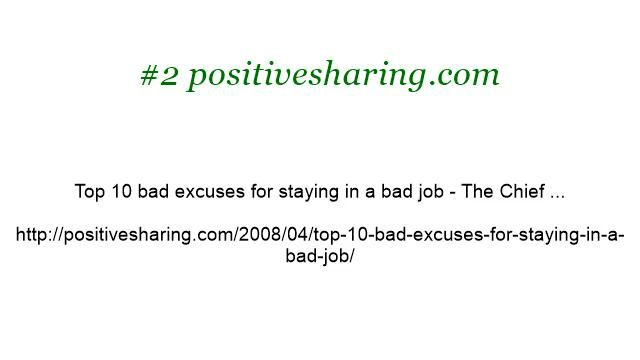 #2 positivesharing.com
Top 10 bad excuses for staying in a bad job - The Chief ...
http://positivesharing.com/2008/04/top-10-bad-excuses-for-staying-in-a-
bad-job/